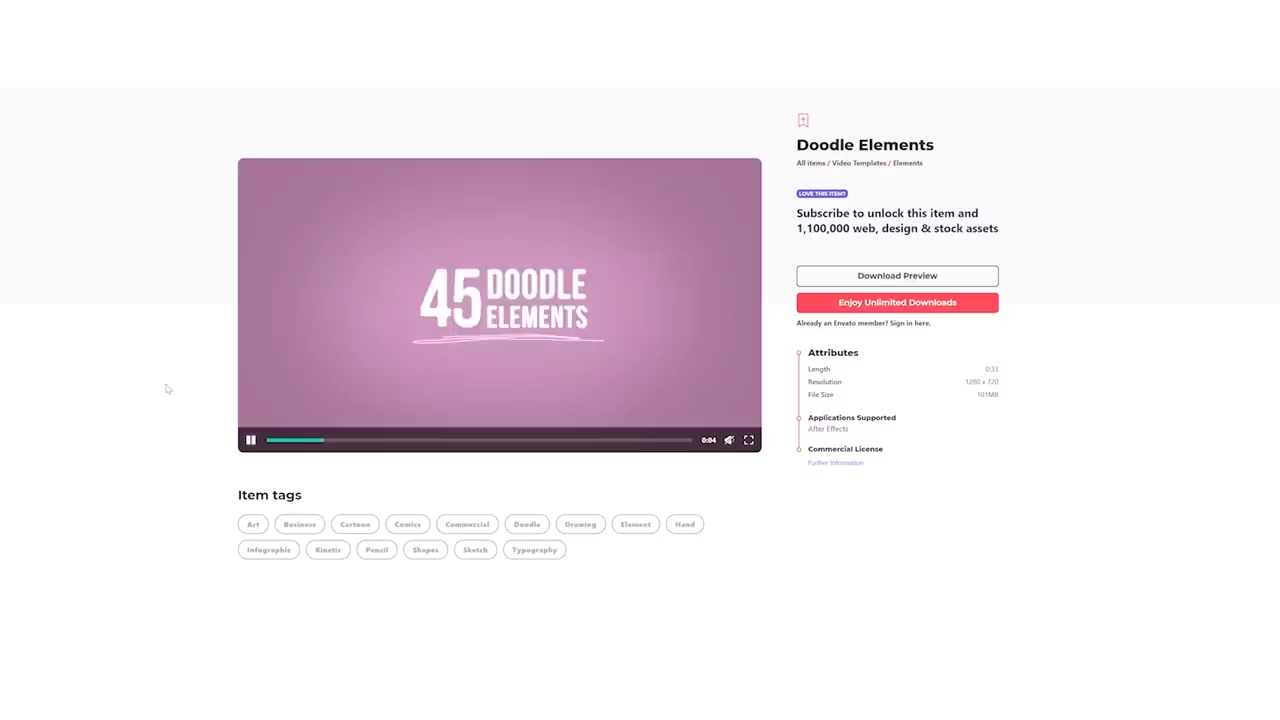 Doodle Elements
All items / Video Templates / Elements
LOVE THIS ITEM?
Subscribe to unlock this item and
1,100,000 web, design & stock assets
Download Preview
Enjoy Unlimited Downloads
Already an Envato member? Sign in here.
Attributes
Length 0:33
Resolution 1280 x 720
File Size 101MB
Applications Supported
After Effects
Commercial License
Further Information
45 DOODLE
ELEMENTS
0:04
Item tags
Art Business Cartoon Comics Commercial Doodle Drawing Element Hand
Infographic Kinetic Pencil Shapes Sketch Typography